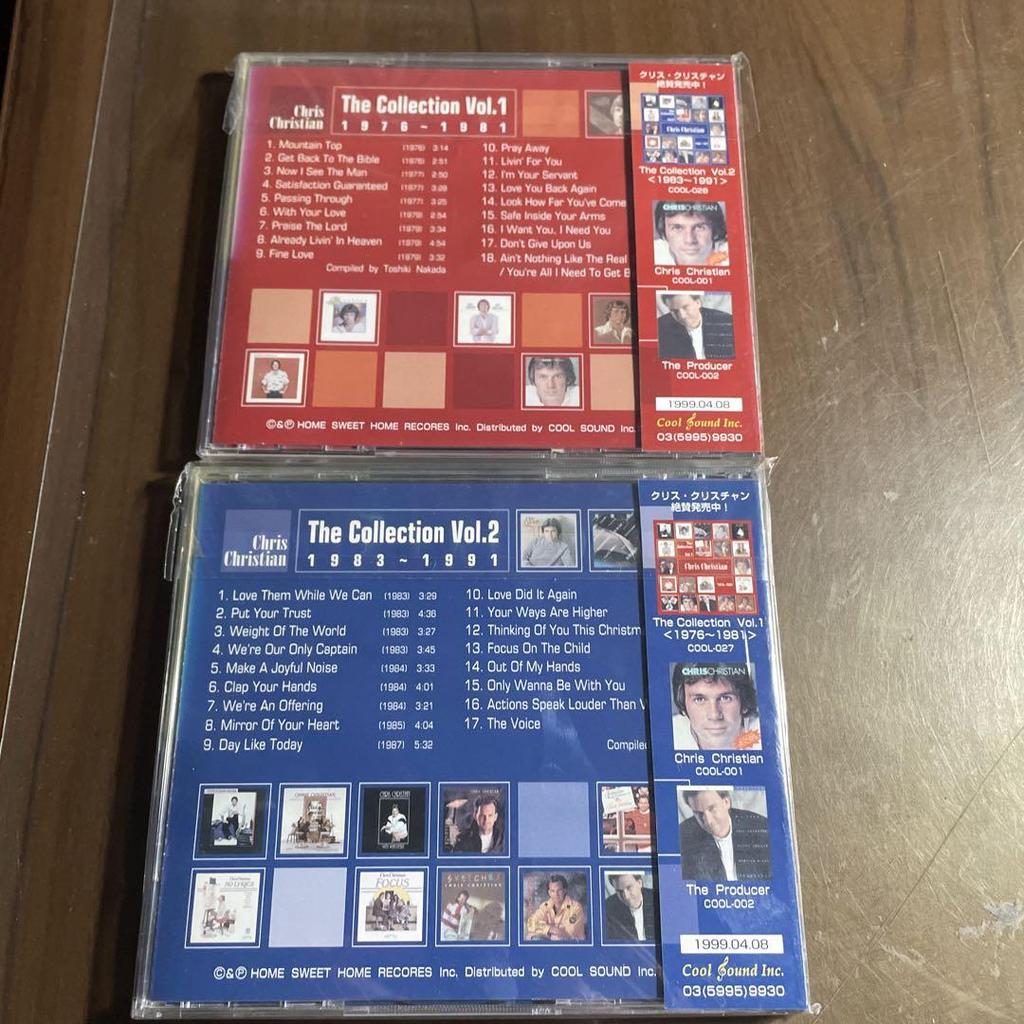 Chris
Christian
The Collection Vol.1
1976~1981
1. Mountain Top (1976) 3:14
2. Get Back To The Bible (1976) 2:51
3. Now I See The Man (1977) 2:50
4. Satisfaction Guaranteed (1977) 3:28
5. Passing Through (1977) 3:25
6. With Your Love (1979) 2:54
7. Praise The Lord (1979) 3:34
8. Already Livin' In Heaven (1979) 4:54
9. Fine Love (1979) 3:32
Compiled by Toshiki Nakada
10. Pray Away
11. Livin' For You
12. I'm Your Servant
13. Love You Back Again
14. Look How Far You've Come
15. Safe Inside Your Arms
16. I Want You, I Need You
17. Don't Give Upon Us
18. Ain't Nothing Like The Real
/ You're All I Need To Get
©&℗ HOME SWEET HOME RECORES Inc. Distributed by COOL SOUND Inc.
クリス・クリスチャン
絶賛発売中！
Chris Christian
The Collection Vol.2
<1983~1991>
COOL-028
CHRISCHRISTIAN
Chris Christian
COOL-001
The Producer
COOL-002
1999.04.08
Cool Sound Inc.
03(5995)9930
Chris
Christian
The Collection Vol.2
1983~1991
1. Love Them While We Can (1983) 3:29
2. Put Your Trust (1983) 4:36
3. Weight Of The World (1983) 3:27
4. We're Our Only Captain (1983) 3:45
5. Make A Joyful Noise (1984) 3:33
6. Clap Your Hands (1984) 4:01
7. We're An Offering (1984) 3:21
8. Mirror Of Your Heart (1985) 4:04
9. Day Like Today (1987) 5:32
10. Love Did It Again
11. Your Ways Are Higher
12. Thinking Of You This Christm
13. Focus On The Child
14. Out Of My Hands
15. Only Wanna Be With You
16. Actions Speak Louder Than
17. The Voice
Compiled
FOCUS
SKETCHES
CHRIS CHRISTIAN
©&℗ HOME SWEET HOME RECORES Inc. Distributed by COOL SOUND Inc.
クリス・クリスチャン
絶賛発売中！
Chris Christian
The Collection Vol.1
<1976~1981>
COOL-027
CHRISCHRISTIAN
Chris Christian
COOL-001
The Producer
COOL-002
1999.04.08
Cool Sound Inc.
03(5995)9930